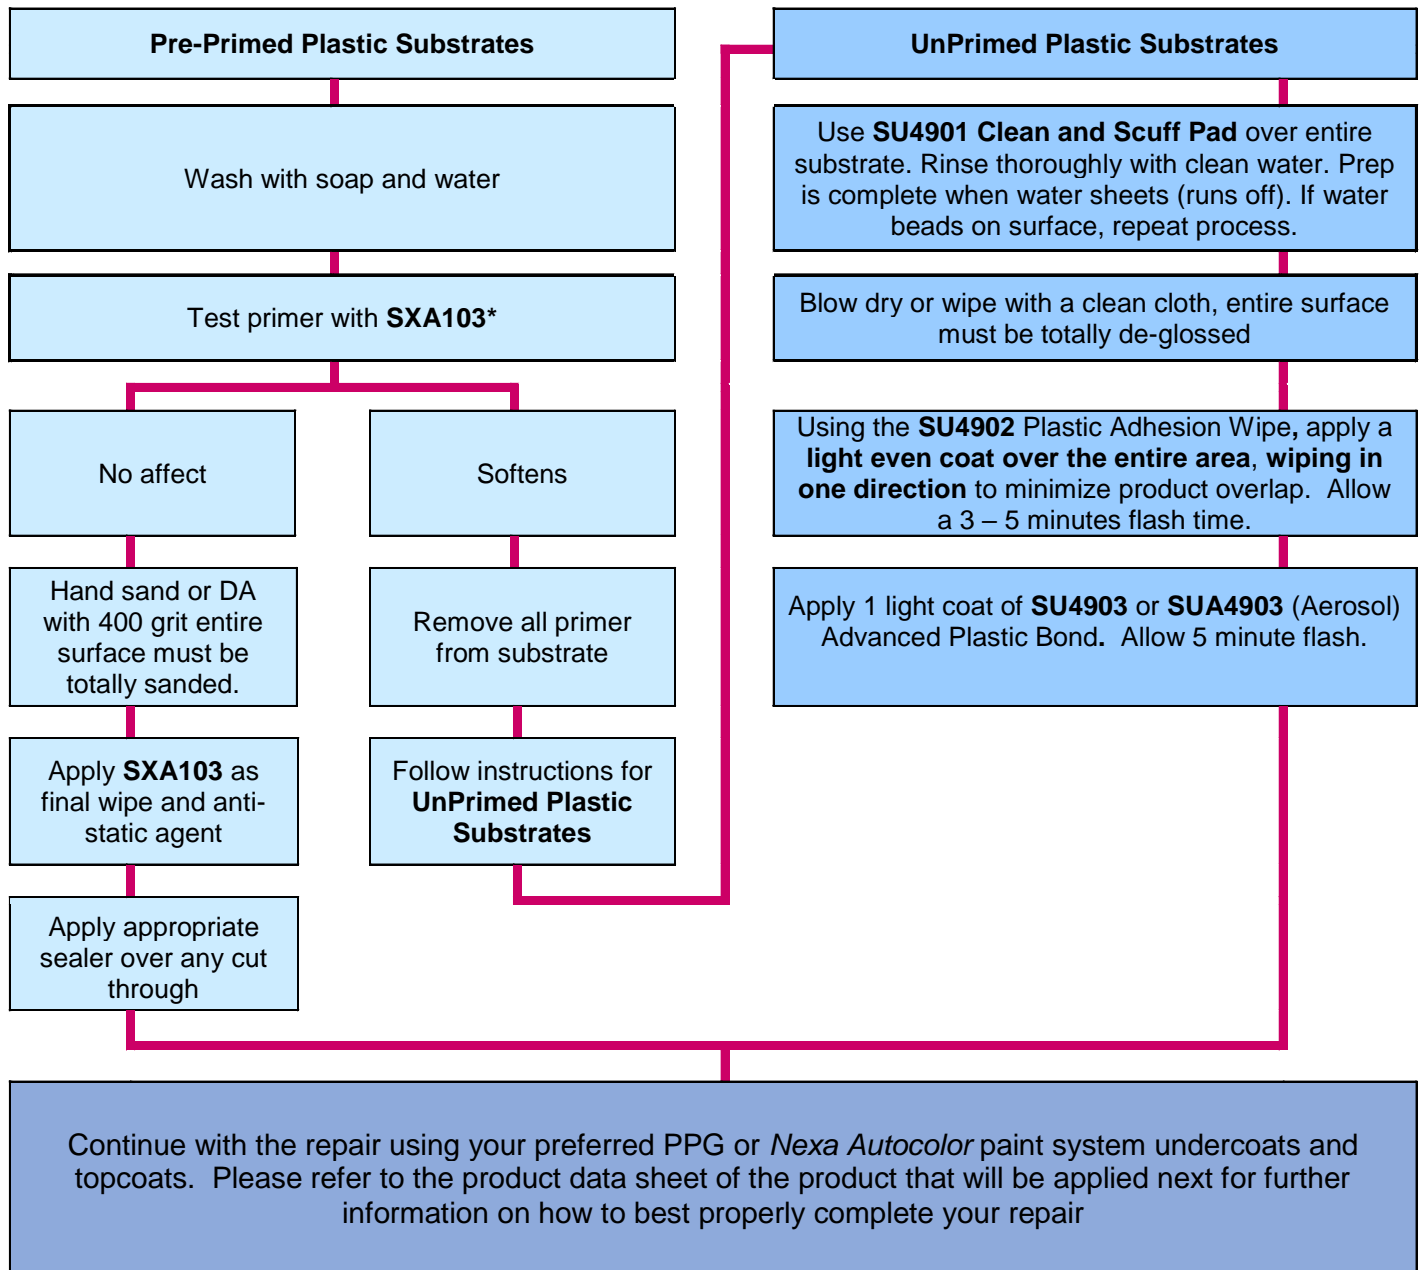 Pre-Primed Plastic Substrates
Wash with soap and water
Test primer with SXA103*
No affect
Hand sand or DA
with 400 grit entire
surface must be
totally sanded.
Apply SXA103 as
final wipe and anti-
static agent
Apply appropriate
sealer over any cut
through
Softens
Remove all primer
from substrate
Follow instructions for
UnPrimed Plastic
Substrates
UnPrimed Plastic Substrates
Use SU4901 Clean and Scuff Pad over entire
substrate. Rinse thoroughly with clean water. Prep
is complete when water sheets (runs off). If water
beads on surface, repeat process.
Blow dry or wipe with a clean cloth, entire surface
must be totally de-glossed
Using the SU4902 Plastic Adhesion Wipe, apply a
light even coat over the entire area, wiping in
one direction to minimize product overlap.  Allow
a 3 – 5 minutes flash time.
Apply 1 light coat of SU4903 or SUA4903 (Aerosol)
Advanced Plastic Bond.  Allow 5 minute flash.
Continue with the repair using your preferred PPG or Nexa Autocolor paint system undercoats and
topcoats.  Please refer to the product data sheet of the product that will be applied next for further
information on how to best properly complete your repair